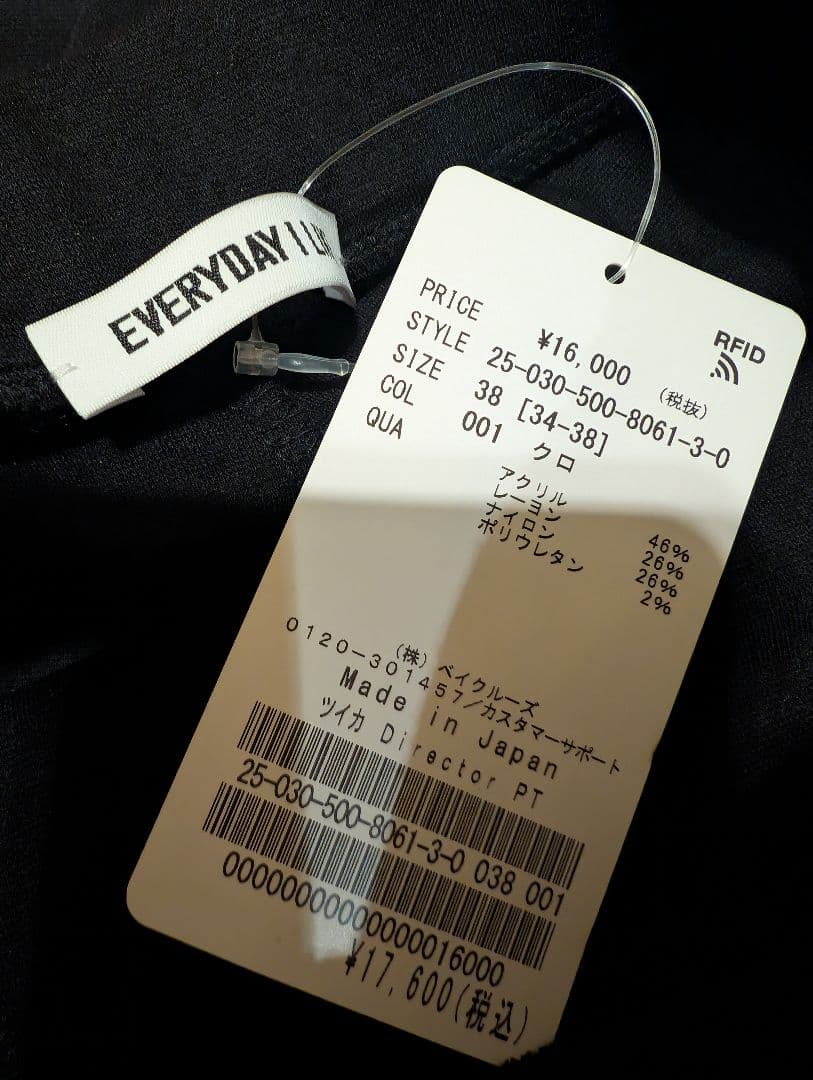 EVERYDAY I
RFID
PRICE ¥16,000 (税抜)
STYLE 25-030-500-8061-3-0
SIZE 38 [34-38]
COL 001 クロ
QUA
アクリル 46%
レーヨン 26%
ナイロン 26%
ポリウレタン 2%
(株) ベイクルーズ
0120-301457/カスタマーサポート
Made in Japan
ツイカ Director PT
25-030-500-8061-3-0 038 001
0000000000000016000
¥17,600(税込)